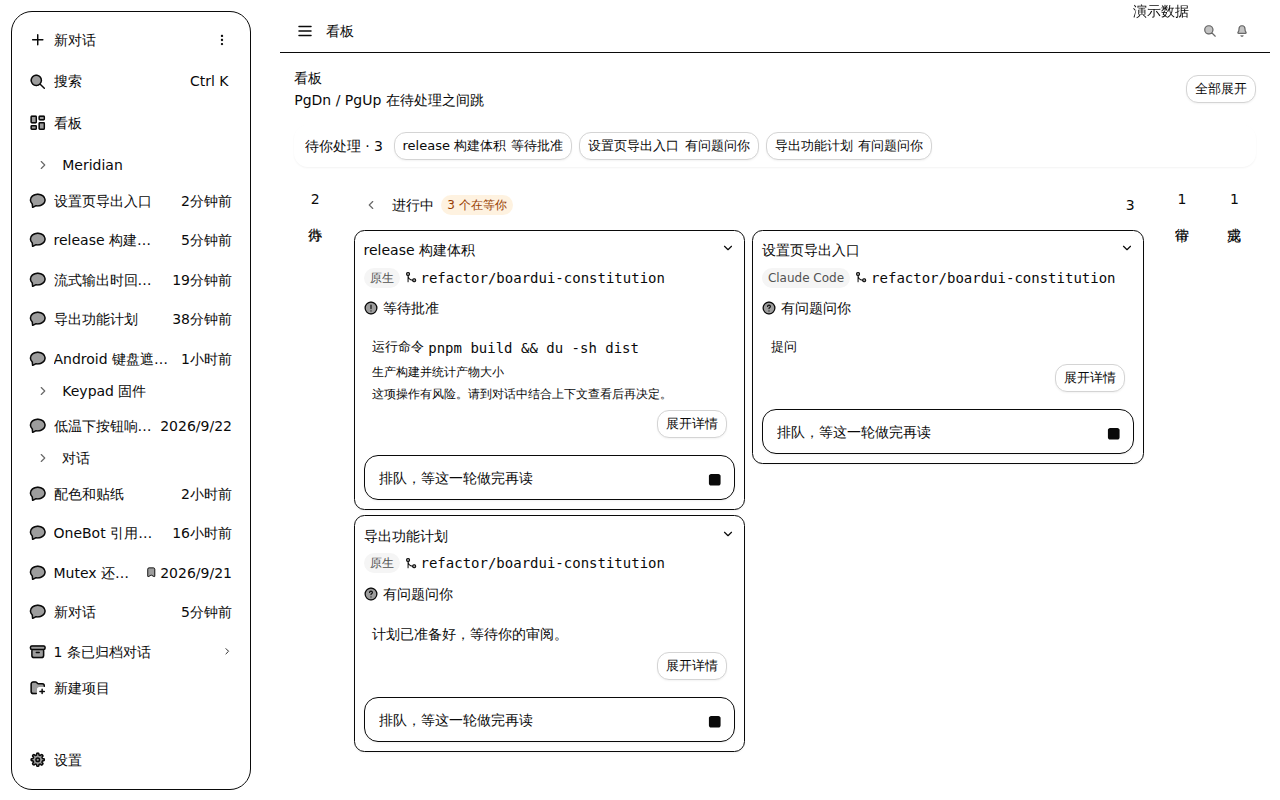 新对话
搜索 Ctrl K
看板
Meridian
设置页导出入口 2分钟前
release 构建… 5分钟前
流式输出时回… 19分钟前
导出功能计划 38分钟前
Android 键盘遮… 1小时前
Keypad 固件
低温下按钮响… 2026/9/22
对话
配色和贴纸 2小时前
OneBot 引用… 16小时前
Mutex 还… 2026/9/21
新对话 5分钟前
1 条已归档对话
新建项目
设置
看板
演示数据
看板
PgDn / PgUp 在待处理之间跳
全部展开
待你处理 · 3
release 构建体积 等待批准
设置页导出入口 有问题问你
导出功能计划 有问题问你
2
进行中 3 个在等你 3
release 构建体积
原生 refactor/boardui-constitution
等待批准
运行命令 pnpm build && du -sh dist
生产构建并统计产物大小
这项操作有风险。请到对话中结合上下文查看后再决定。
展开详情
排队，等这一轮做完再读
导出功能计划
原生 refactor/boardui-constitution
有问题问你
计划已准备好，等待你的审阅。
展开详情
排队，等这一轮做完再读
设置页导出入口
Claude Code refactor/boardui-constitution
有问题问你
提问
展开详情
排队，等这一轮做完再读
1
1